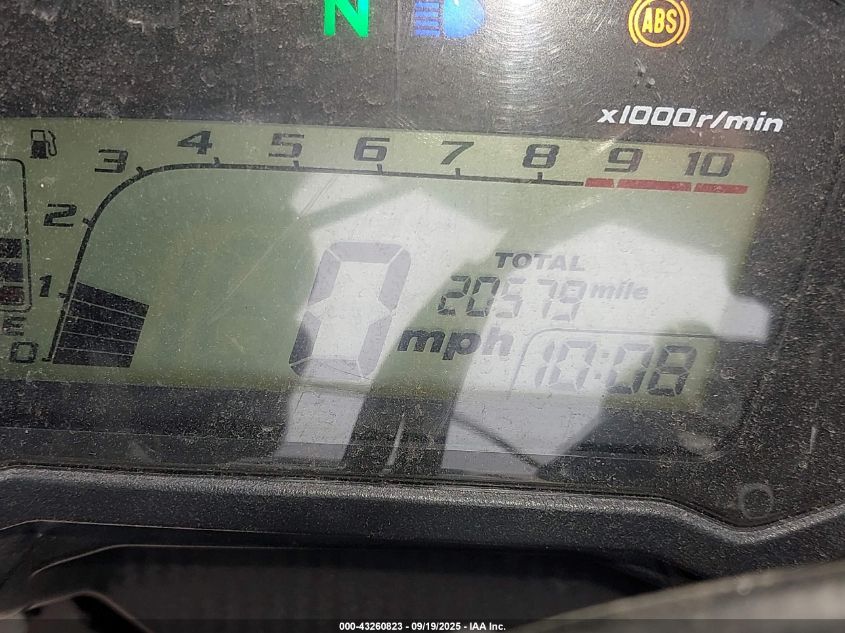 N
ABS
x1000r/min
3 4 5 6 7 8 9 10
2
1
0
E
TOTAL
20579 mile
0 mph
10:08
000-43260823 - 09/19/2025 - IAA Inc.